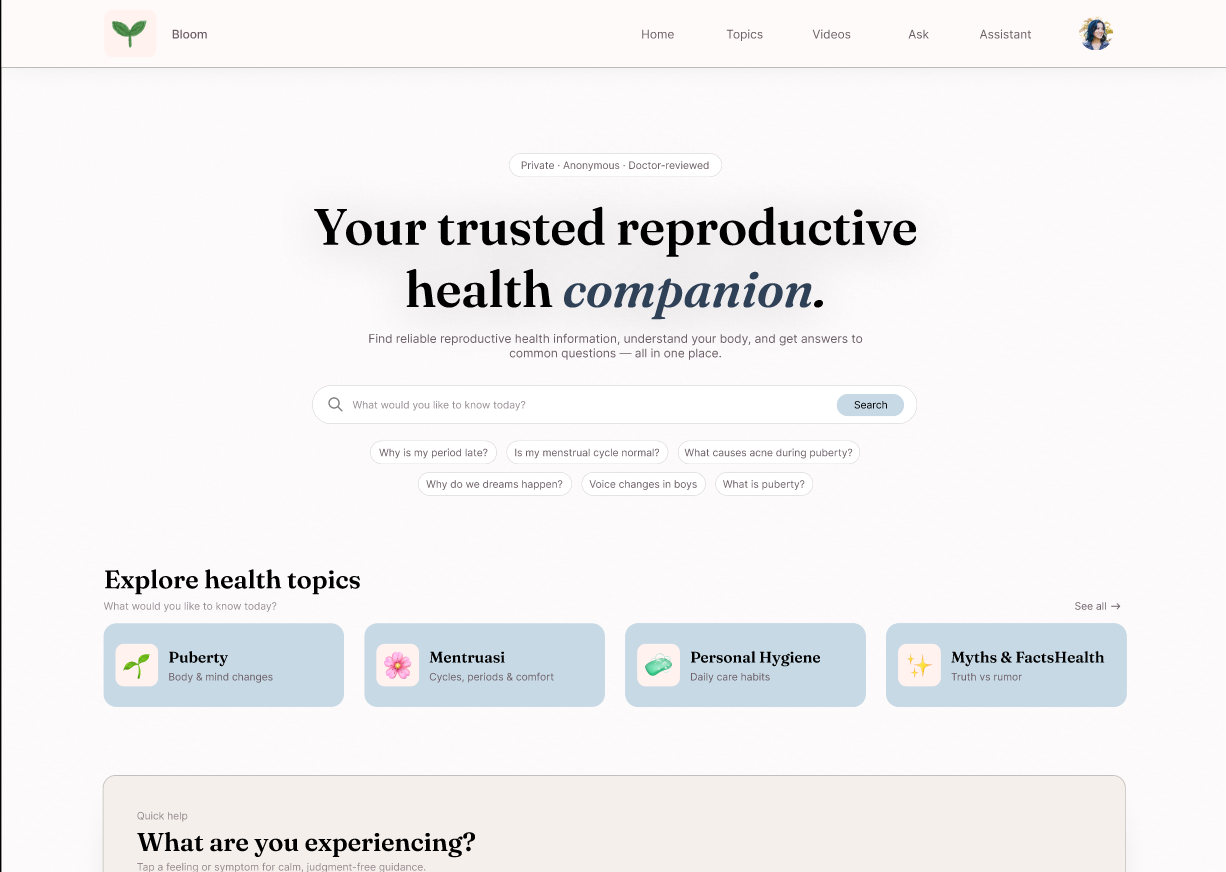 Bloom
Home
Topics
Videos
Ask
Assistant
Private · Anonymous · Doctor-reviewed
Your trusted reproductive
health companion.
Find reliable reproductive health information, understand your body, and get answers to
common questions — all in one place.
What would you like to know today?
Search
Why is my period late?
Is my menstrual cycle normal?
What causes acne during puberty?
Why do we dreams happen?
Voice changes in boys
What is puberty?
Explore health topics
What would you like to know today?
See all →
Puberty
Body & mind changes
Mentruasi
Cycles, periods & comfort
Personal Hygiene
Daily care habits
Myths & FactsHealth
Truth vs rumor
Quick help
What are you experiencing?
Tap a feeling or symptom for calm, judgment-free guidance.